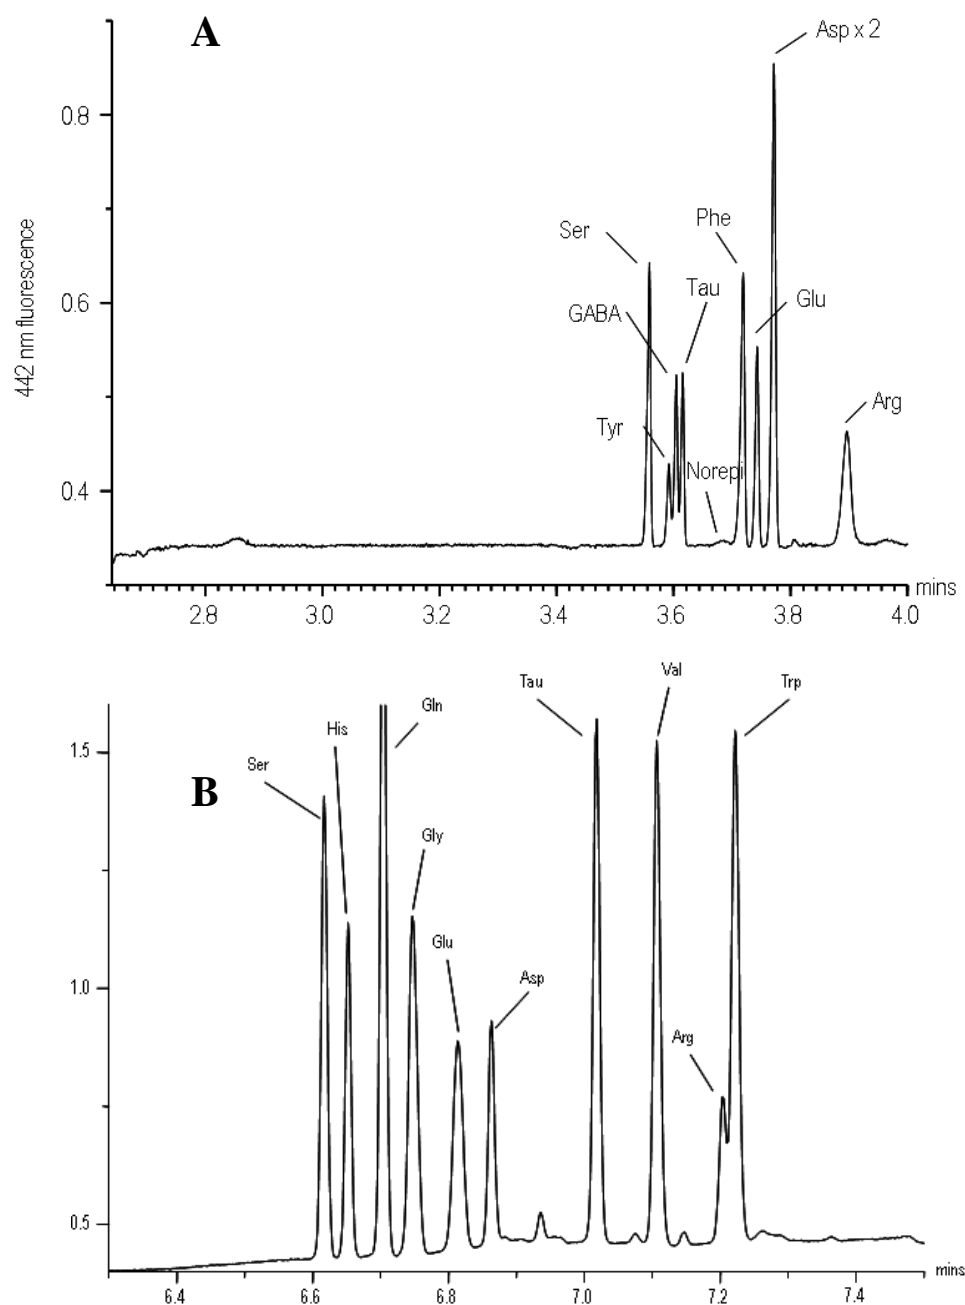 A
Asp x 2
0.8
Phe
Ser
Tau
0.6
Glu
GABA
442 nm fluorescence
Arg
Tyr
Norepi
0.4
mins
2.8 3.0 3.2 3.4 3.6 3.8 4.0
Val
Tau
Trp
Gln
His
1.5
Ser
B
Gly
Glu
Asp
1.0
Arg
0.5
mins
6.4 6.6 6.8 7.0 7.2 7.4